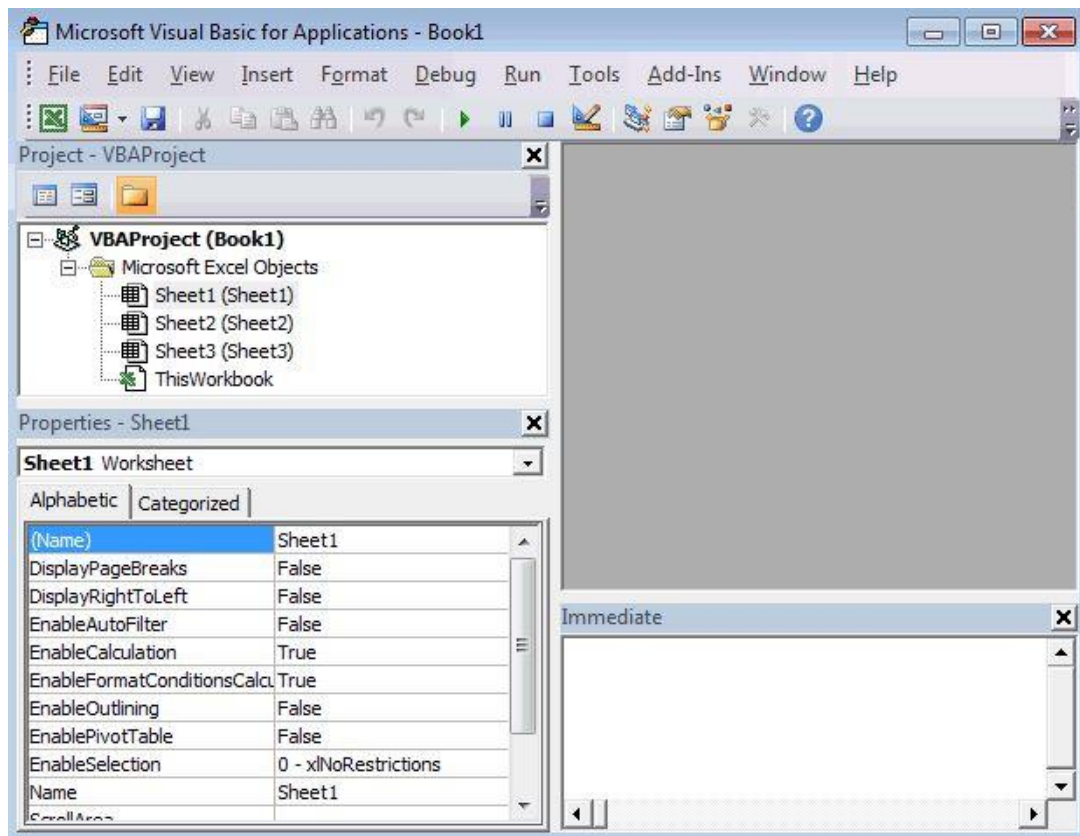 Microsoft Visual Basic for Applications - Book1
File Edit View Insert Format Debug Run Tools Add-Ins Window Help
Project - VBAProject
VBAProject (Book1)
Microsoft Excel Objects
Sheet1 (Sheet1)
Sheet2 (Sheet2)
Sheet3 (Sheet3)
ThisWorkbook
Properties - Sheet1
Sheet1 Worksheet
Alphabetic Categorized
(Name) Sheet1
DisplayPageBreaks False
DisplayRightToLeft False
EnableAutoFilter False
EnableCalculation True
EnableFormatConditionsCalcu True
EnableOutlining False
EnablePivotTable False
EnableSelection 0 - xlNoRestrictions
Name Sheet1
ScrollArea
Immediate